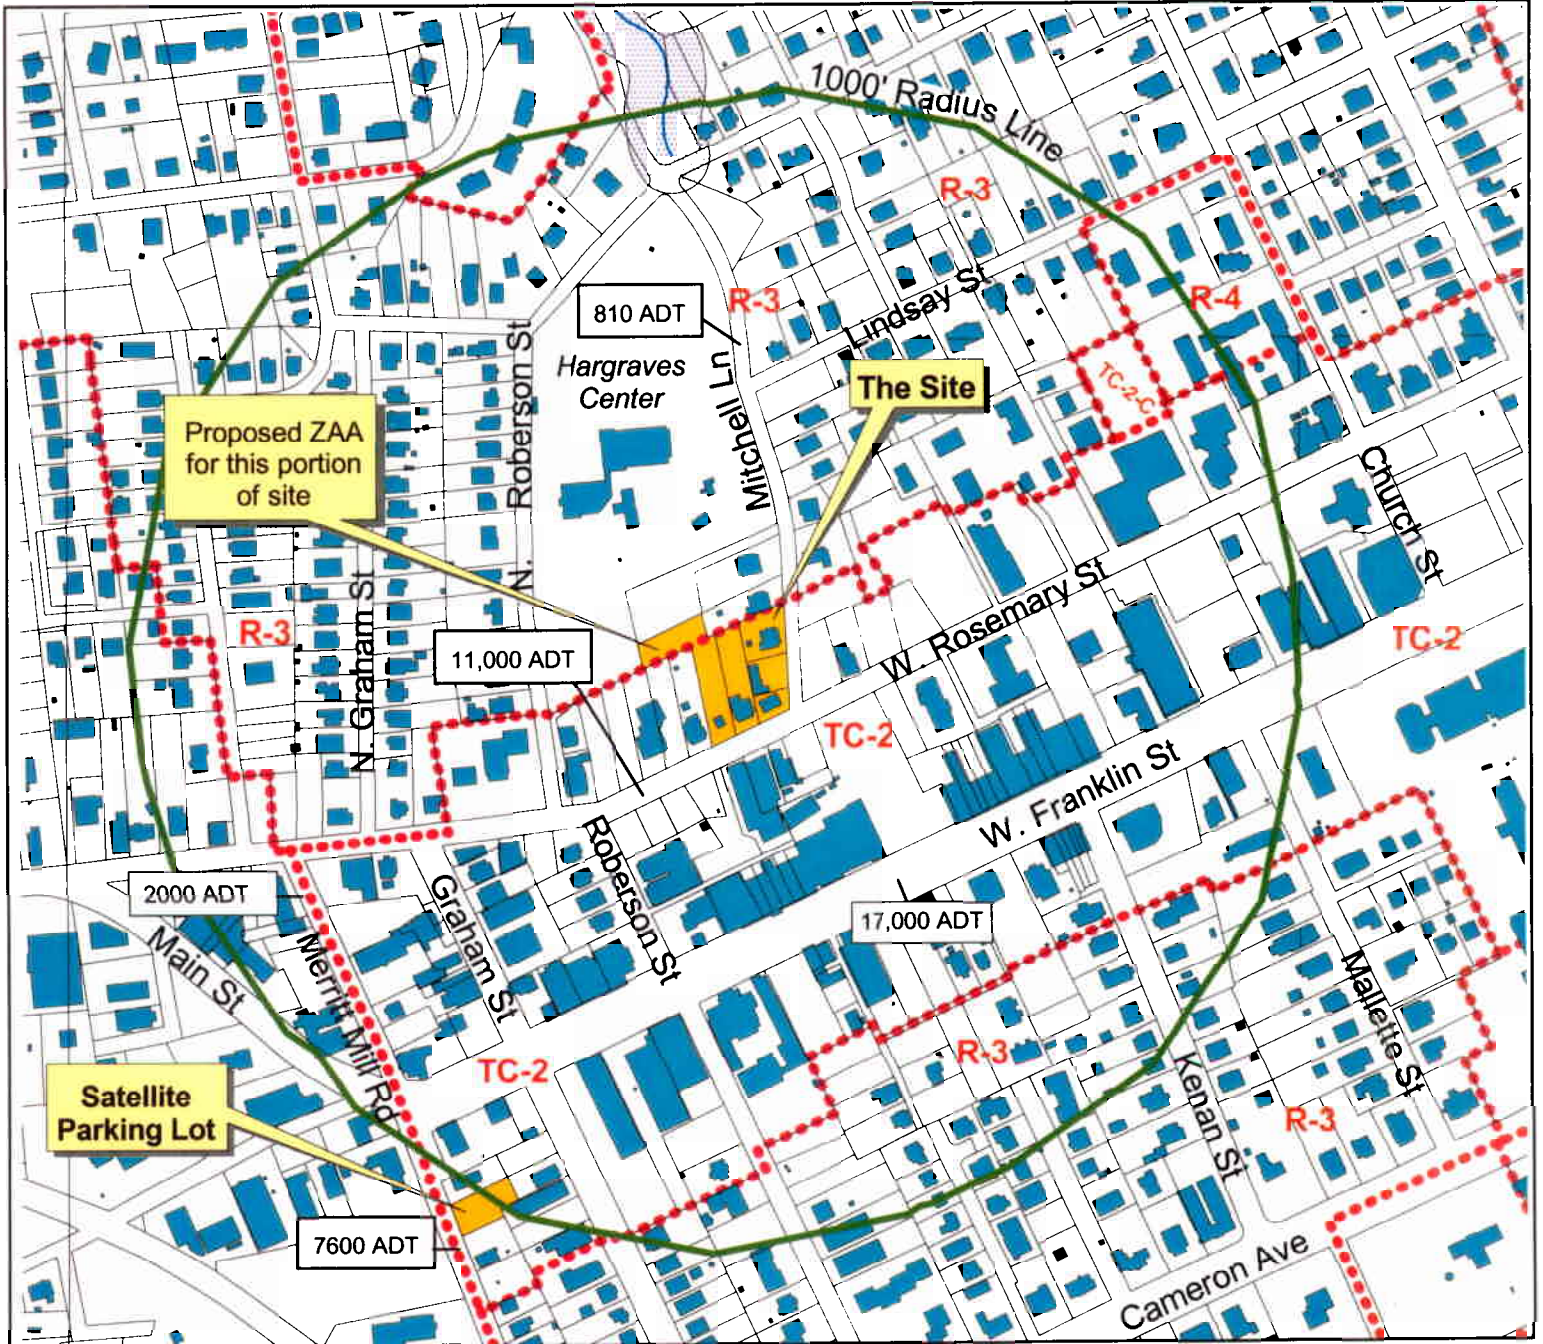 1000' Radius Line
R-3
R-4
R-3
810 ADT
Lindsay St
Hargraves
Center
The Site
TC-2-C
Mitchell Ln
N. Roberson St
Proposed ZAA
for this portion
of site
Church St
W. Rosemary St
R-3
N. Graham St
11,000 ADT
TC-2
TC-2
W. Franklin St
2000 ADT
Roberson St
Graham St
17,000 ADT
Main St
Merritt Mill Rd
Mallette St
R-3
TC-2
Kenan St
Satellite
Parking Lot
R-3
7600 ADT
Cameron Ave